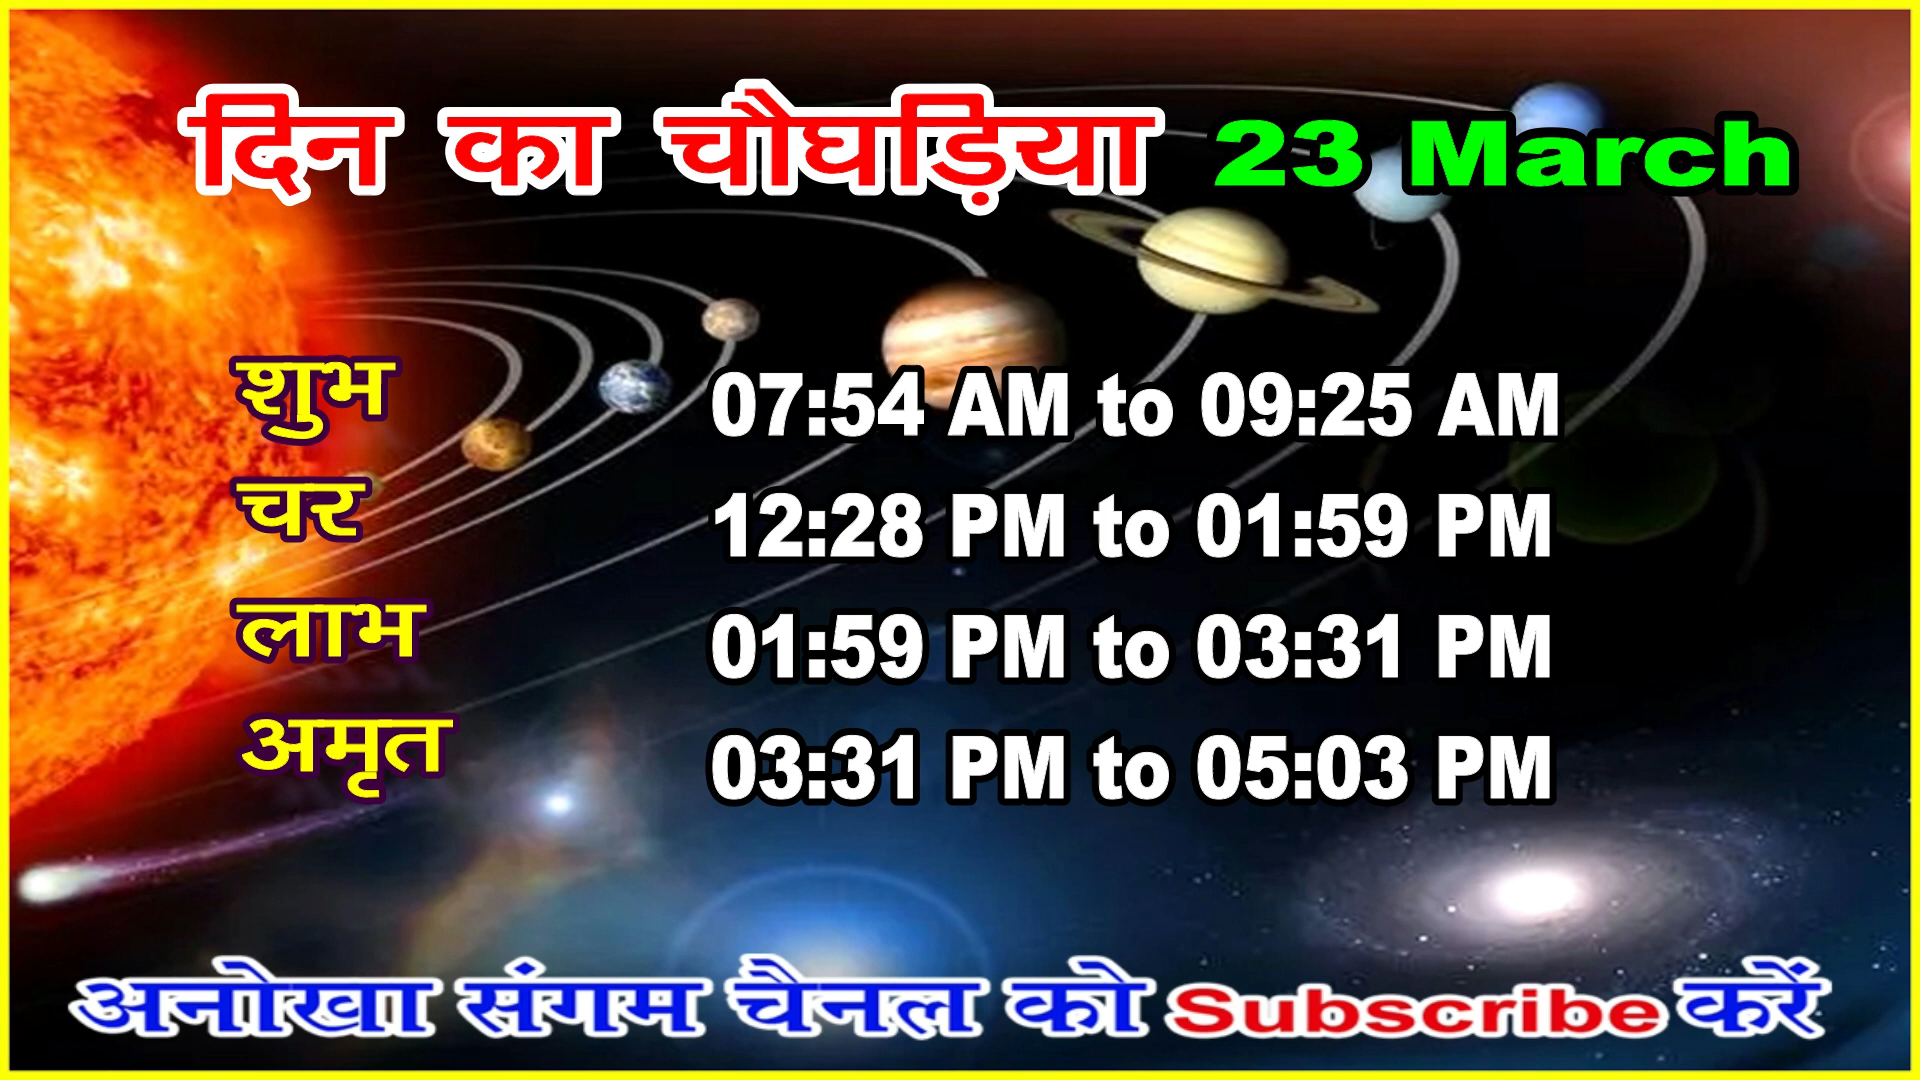 दिन का चौघड़िया 23 March
शुभ 07:54 AM to 09:25 AM
चर 12:28 PM to 01:59 PM
लाभ 01:59 PM to 03:31 PM
अमृत 03:31 PM to 05:03 PM
अनोखा संगम चैनल को Subscribe करें